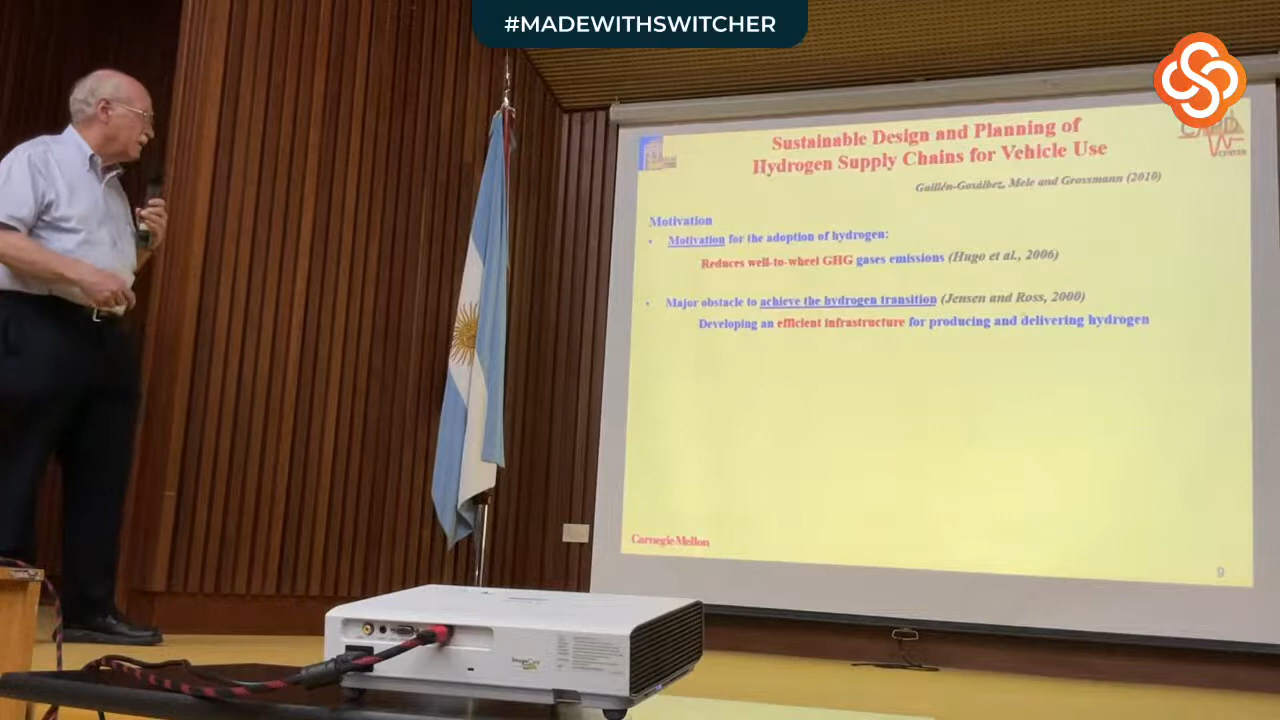 #MADEWITHSWITCHER
Sustainable Design and Planning of
Hydrogen Supply Chains for Vehicle Use
Guillén-Gosálbez, Mele and Grossmann (2010)
Motivation
• Motivation for the adoption of hydrogen:
Reduces well-to-wheel GHG gases emissions (Hugo et al., 2006)
• Major obstacle to achieve the hydrogen transition (Jensen and Ross, 2000)
Developing an efficient infrastructure for producing and delivering hydrogen
Carnegie Mellon
9